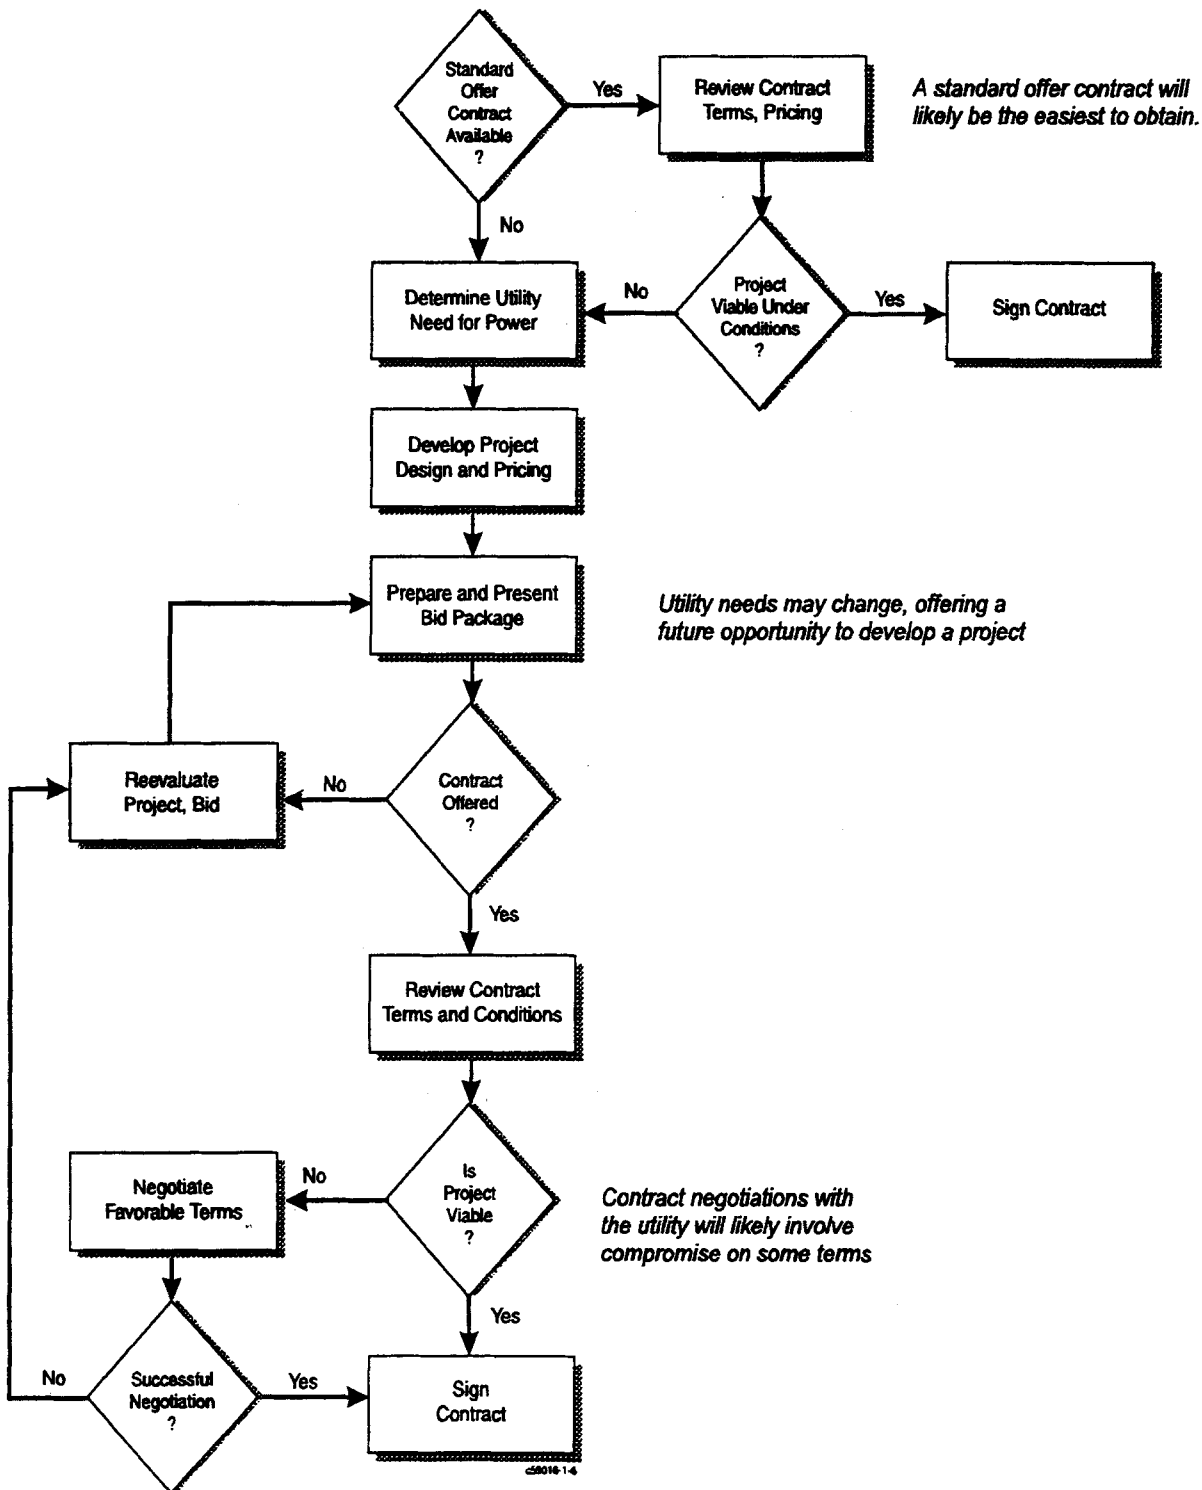 Standard
Offer
Contract
Available
?
Yes
Review Contract
Terms, Pricing
A standard offer contract will
likely be the easiest to obtain.
No
Determine Utility
Need for Power
No
Project
Viable Under
Conditions
?
Yes
Sign Contract
Develop Project
Design and Pricing
Prepare and Present
Bid Package
Utility needs may change, offering a
future opportunity to develop a project
Reevaluate
Project, Bid
No
Contract
Offered
?
Yes
Review Contract
Terms and Conditions
Negotiate
Favorable Terms
No
Is
Project
Viable
?
Contract negotiations with
the utility will likely involve
compromise on some terms
Yes
No
Successful
Negotiation
?
Yes
Sign
Contract